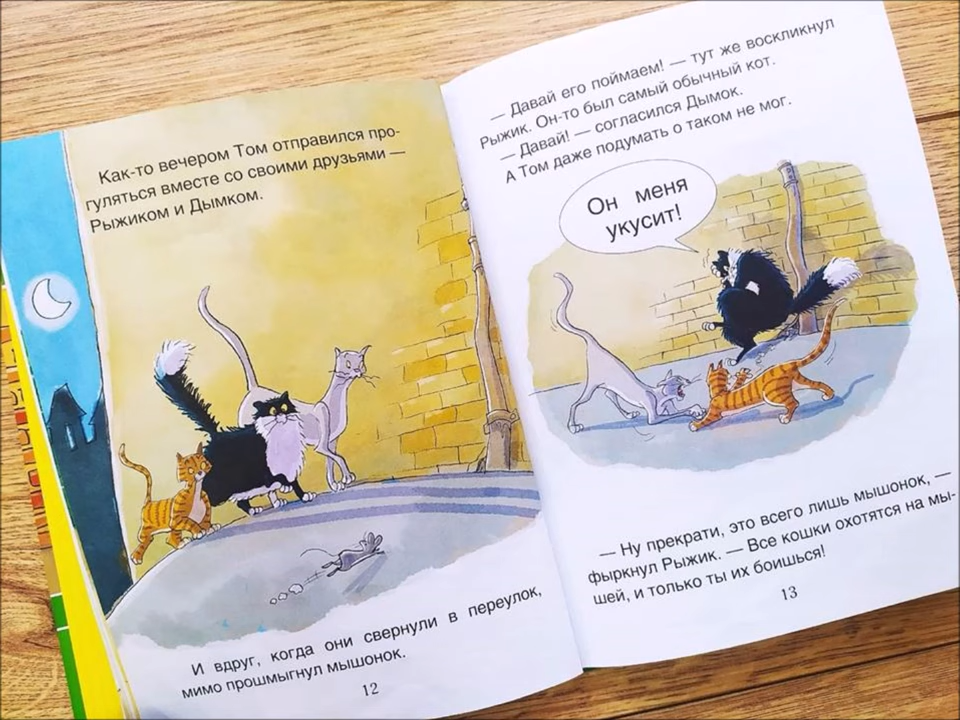 Как-то вечером Том отправился про-
гуляться вместе со своими друзьями —
Рыжиком и Дымком.
И вдруг, когда они свернули в переулок,
мимо прошмыгнул мышонок.
12
— Давай его поймаем! — тут же воскликнул
Рыжик. Он-то был самый обычный кот.
— Давай! — согласился Дымок.
А Том даже подумать о таком не мог.
Он меня
укусит!
— Ну прекрати, это всего лишь мышонок, —
фыркнул Рыжик. — Все кошки охотятся на мы-
шей, и только ты их боишься!
13